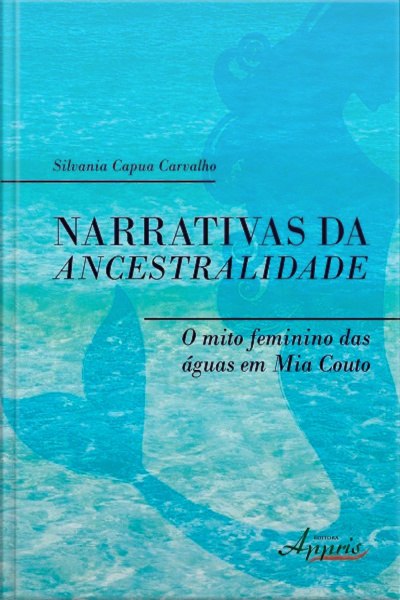 Silvania Capua Carvalho
NARRATIVAS DA
ANCESTRALIDADE
O mito feminino das
águas em Mia Couto
EDITORA
Appris